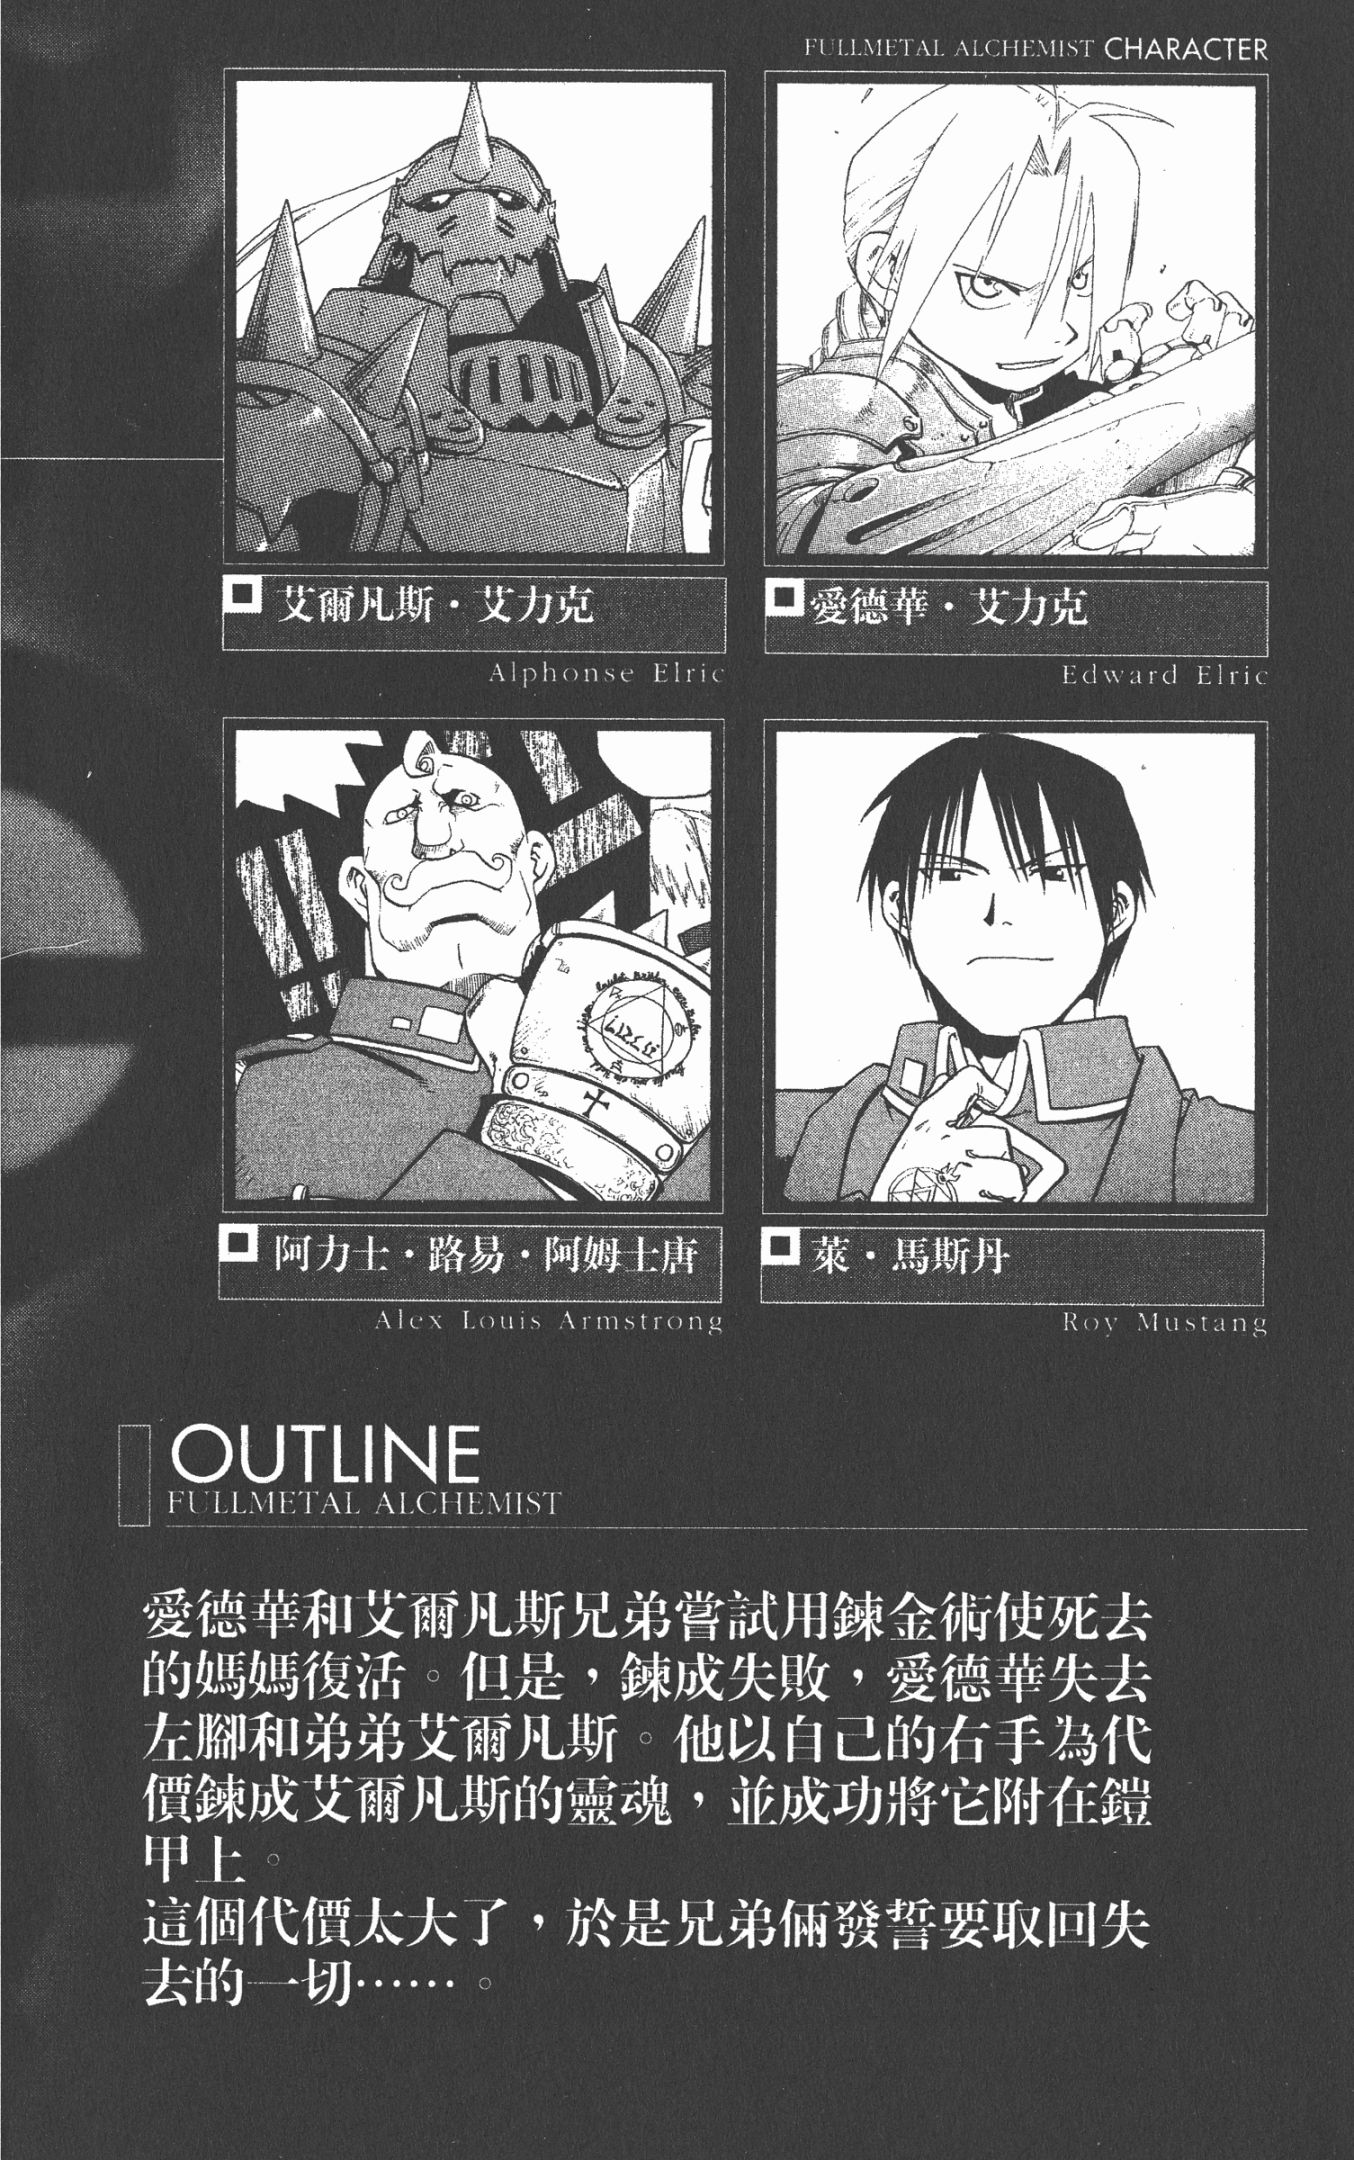 FULLMETAL ALCHEMIST CHARACTER
艾爾凡斯・艾力克
Alphonse Elric
愛德華・艾力克
Edward Elric
阿力士・路易・阿姆士唐
Alex Louis Armstrong
萊・馬斯丹
Roy Mustang
OUTLINE
FULLMETAL ALCHEMIST
愛德華和艾爾凡斯兄弟嘗試用鍊金術使死去
的媽媽復活。但是，鍊成失敗，愛德華失去
左腳和弟弟艾爾凡斯。他以自己的右手為代
價鍊成艾爾凡斯的靈魂，並成功將它附在鎧
甲上。
這個代價太大了，於是兄弟倆發誓要取回失
去的一切……。